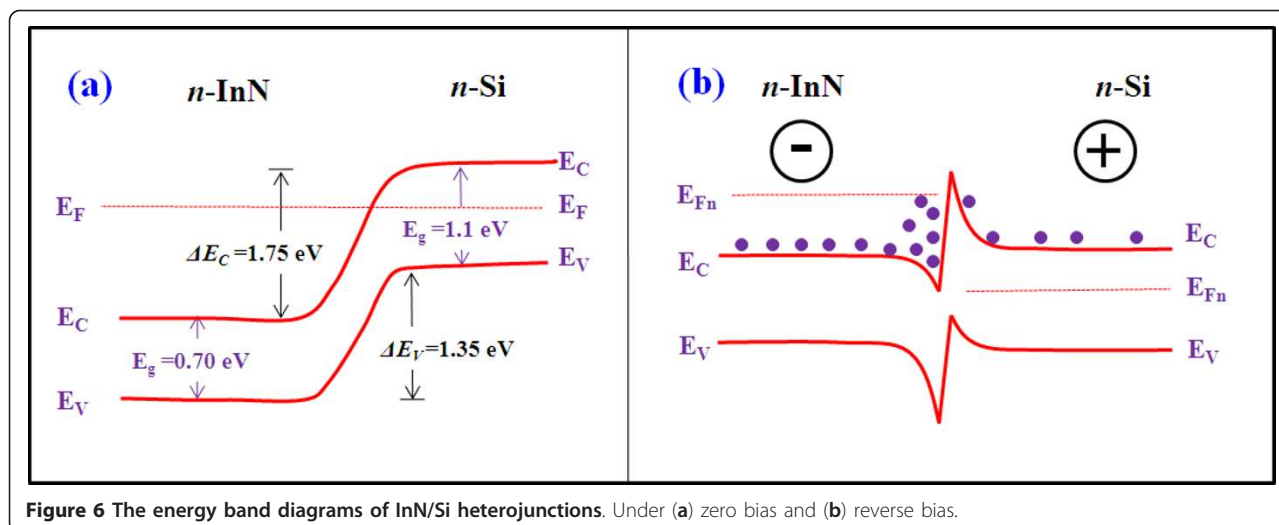 (a)
n-InN
n-Si
E_C
E_F
E_F
E_g =1.1 eV
ΔE_C = 1.75 eV
E_V
E_C
E_g =0.70 eV
ΔE_V=1.35 eV
E_V
(b)
n-InN
n-Si
-
+
E_Fn
E_C
E_C
E_Fn
E_V
E_V
Figure 6 The energy band diagrams of InN/Si heterojunctions. Under (a) zero bias and (b) reverse bias.